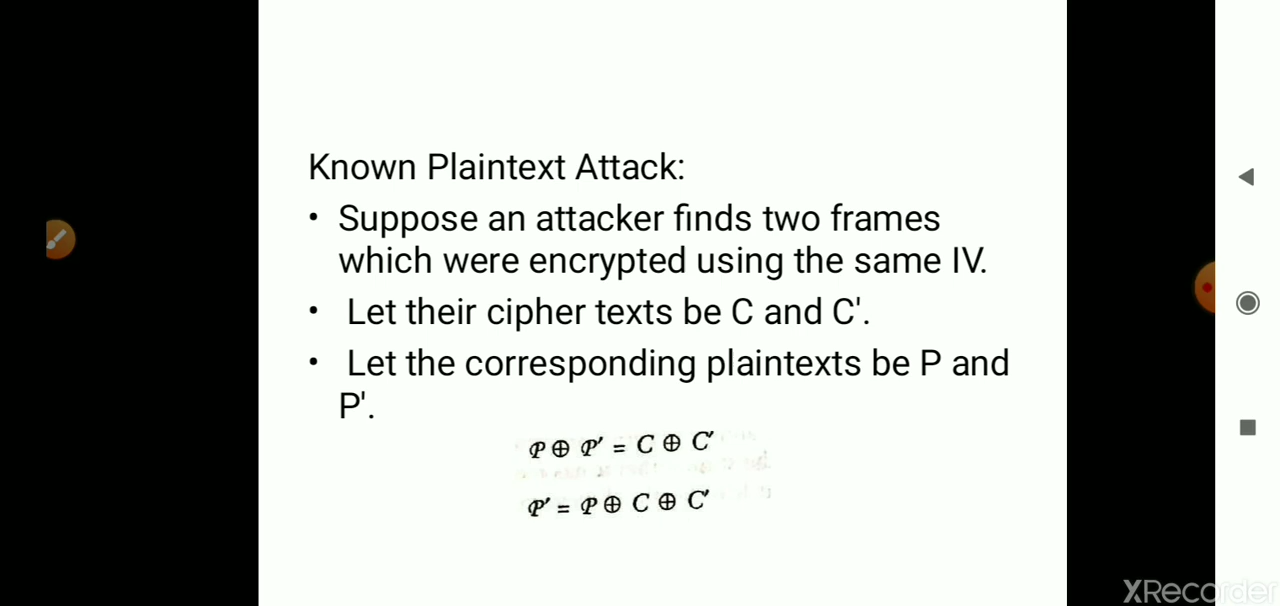 Known Plaintext Attack:
• Suppose an attacker finds two frames
which were encrypted using the same IV.
• Let their cipher texts be C and C'.
• Let the corresponding plaintexts be P and
P'.
P ⊕ P' = C ⊕ C'
P' = P ⊕ C ⊕ C'
XRecorder